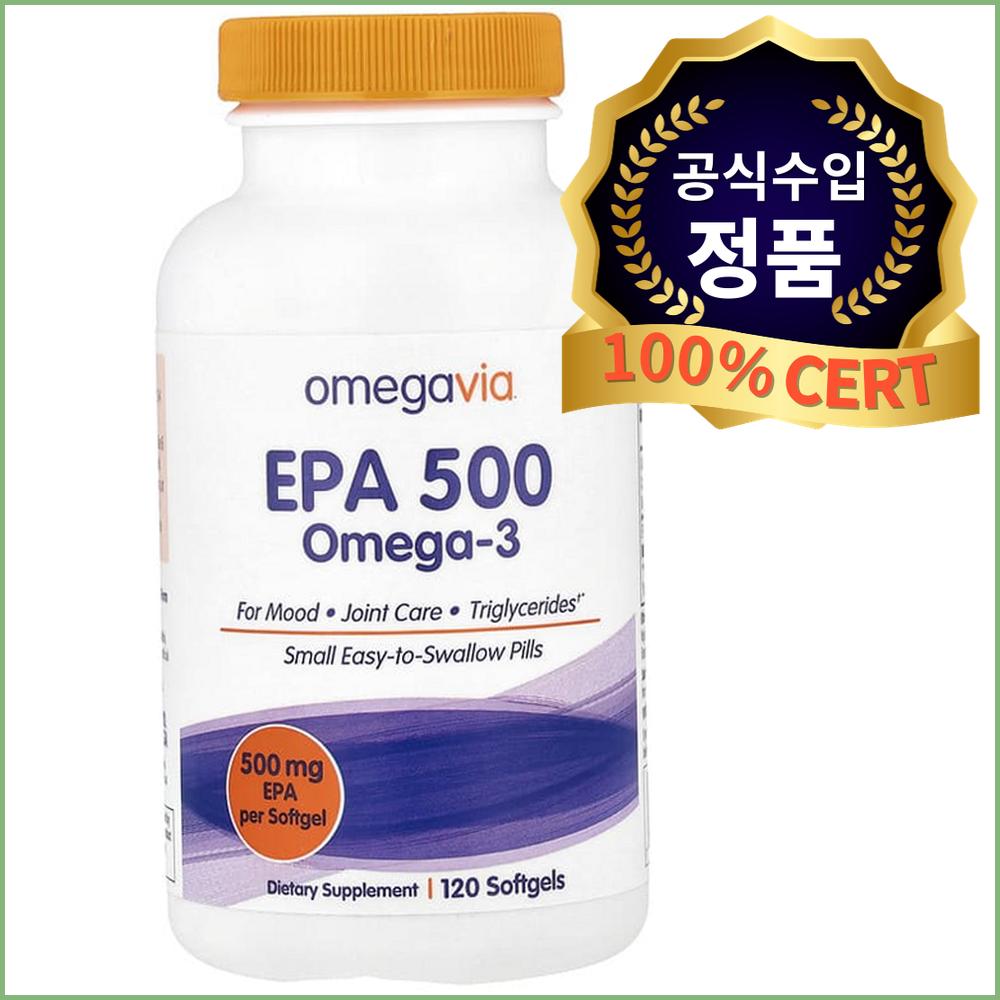 공식수입
정품
100% CERT
omegavia
EPA 500
Omega-3
For Mood • Joint Care • Triglycerides†*
Small Easy-to-Swallow Pills
500 mg
EPA
per Softgel
Dietary Supplement | 120 Softgels